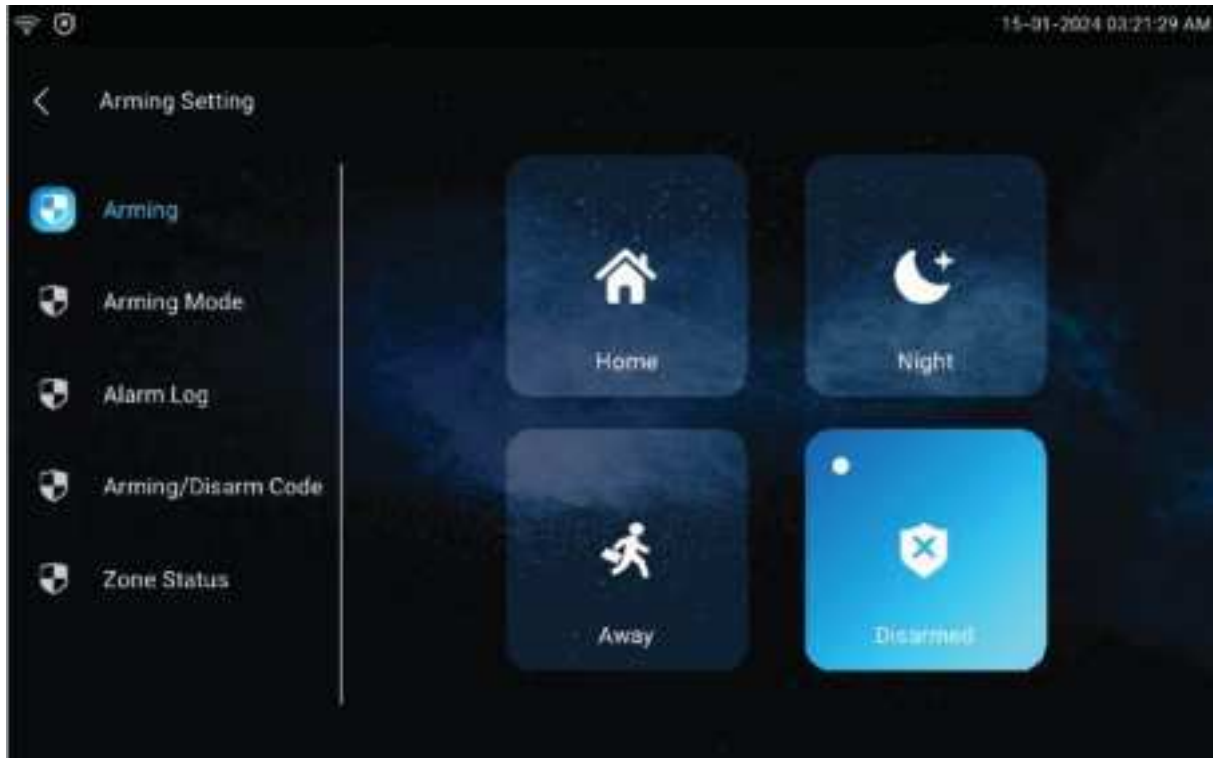 15-01-2024 03:21:29 AM
Arming Setting
Arming
Arming Mode
Alarm Log
Arming/Disarm Code
Zone Status
Home
Night
Away
Disarmed